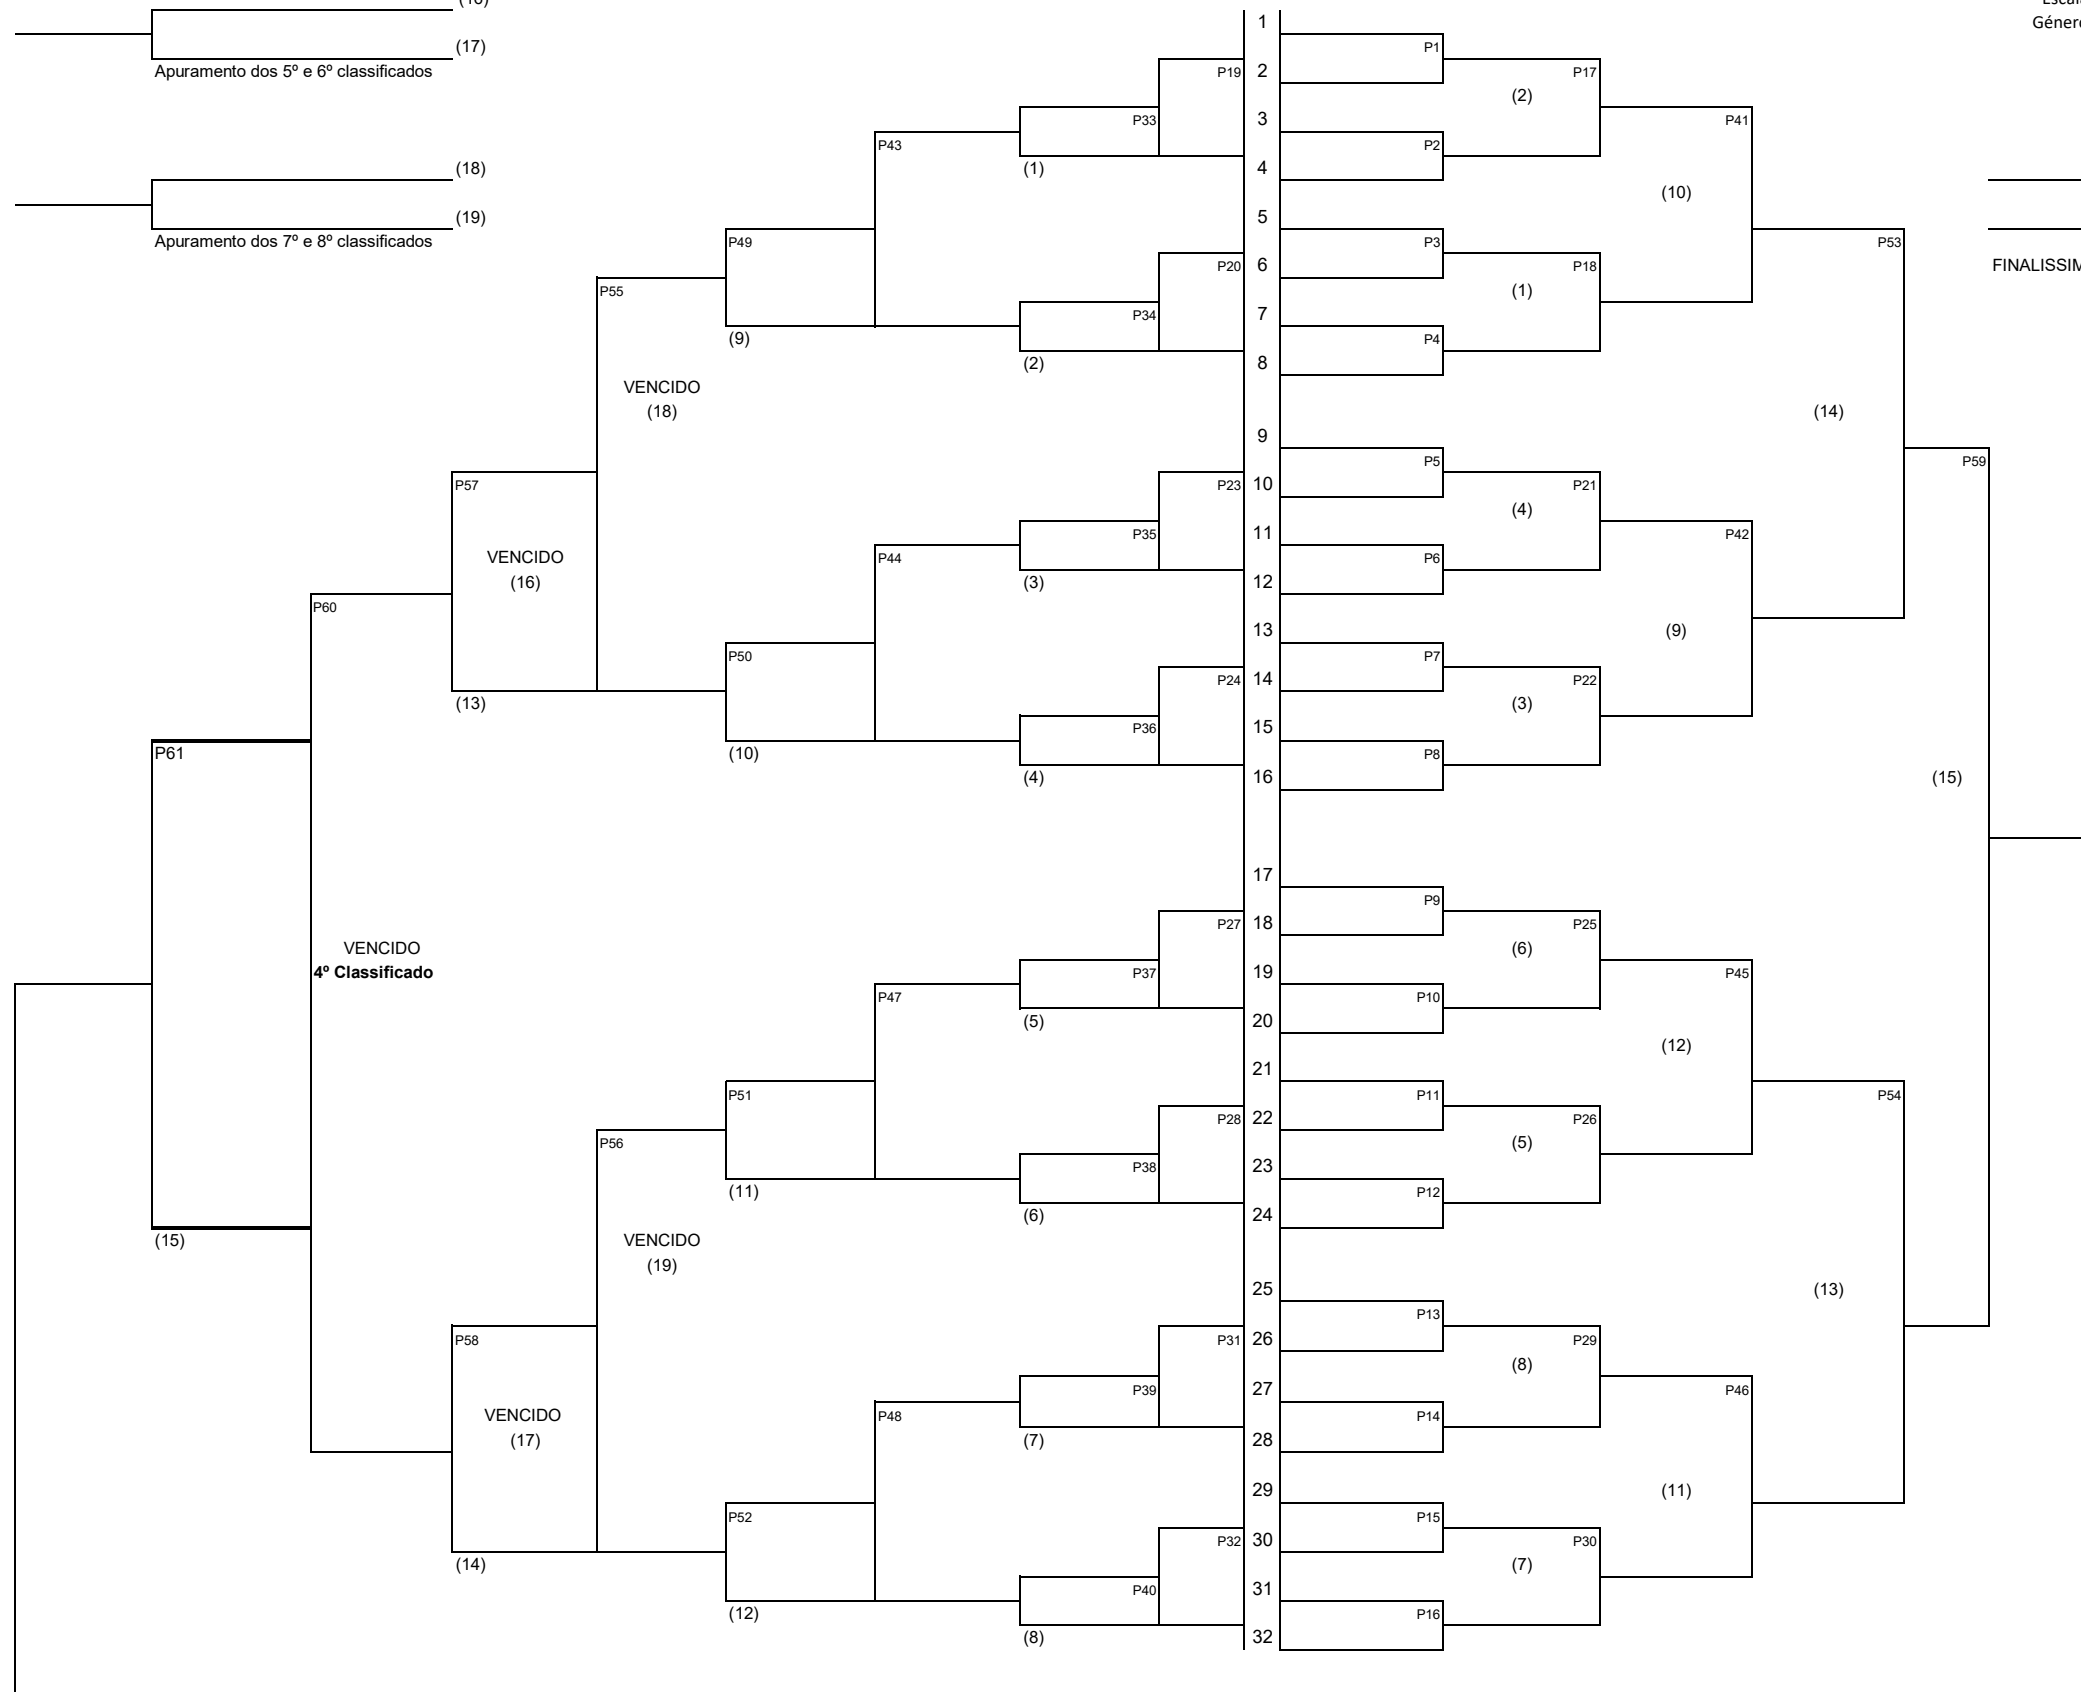 1
(17)
P1
Apuramento dos 5º e 6º classificados
P19
2
P17
(2)
P33
3
P41
P43
P2
(18)
(1)
4
(10)
(19)
5
Apuramento dos 7º e 8º classificados
P49
P3
P53
P20
6
P18
P55
(1)
P34
7
(9)
P4
(2)
8
VENCIDO
(18)
(14)
9
P5
P59
P57
P23
10
P21
(4)
P35
11
P42
VENCIDO
P44
P6
(16)
(3)
12
P60
13
(9)
P50
P7
P24
14
P22
(13)
(3)
P36
15
P61
(10)
P8
(4)
16
(15)
17
P9
P27
18
P25
VENCIDO
(6)
4º Classificado
P37
19
P45
P47
P10
(5)
20
(12)
21
P51
P11
P54
P28
22
P26
P56
(5)
P38
23
(11)
P12
(6)
24
(15)
VENCIDO
(19)
25
(13)
P13
P58
P31
26
P29
(8)
P39
27
P46
VENCIDO
P48
P14
(17)
(7)
28
29
(11)
P52
P15
P32
30
P30
(14)
(7)
P40
31
(12)
P16
(8)
32